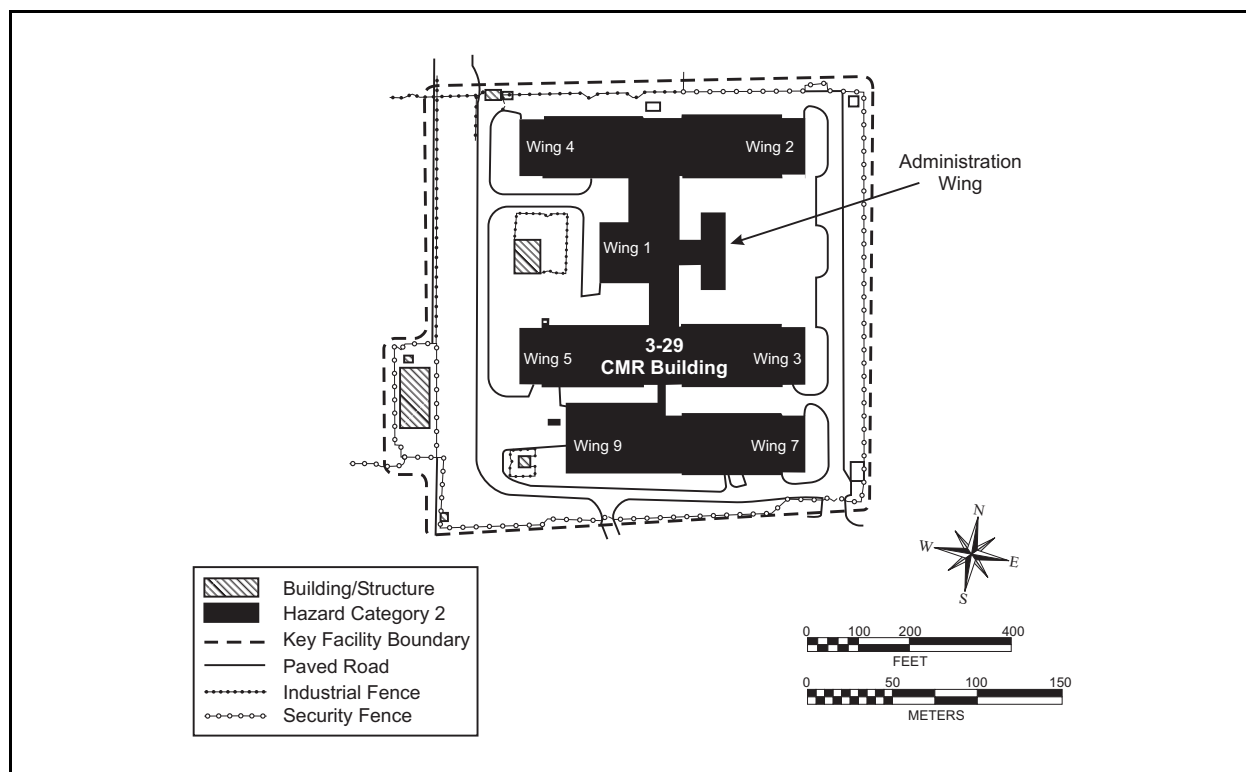 Wing 4
Wing 2
Administration
Wing
Wing 1
3-29
CMR Building
Wing 5
Wing 3
Wing 9
Wing 7
N
W
E
S
Building/Structure
Hazard Category 2
Key Facility Boundary
Paved Road
Industrial Fence
Security Fence
0 100 200 400
FEET
0 50 100 150
METERS